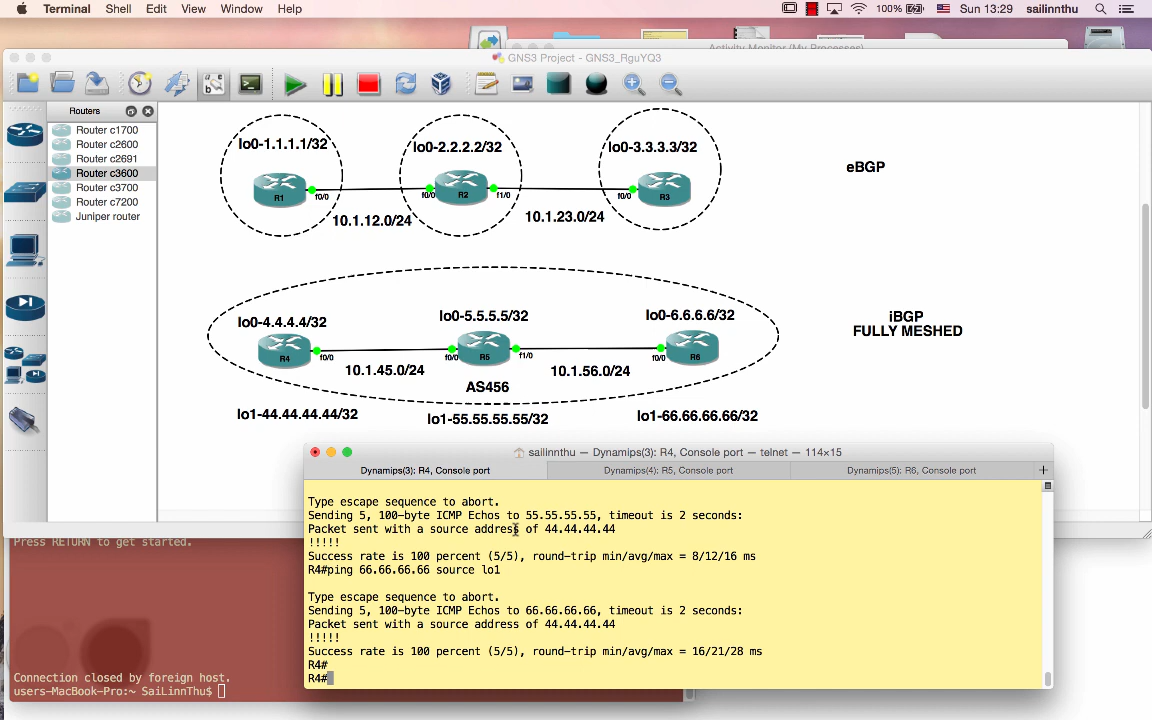 Terminal Shell Edit View Window Help 100% Sun 13:29 sailinnthu
Activity Monitor (My Processes)
GNS3 Project - GNS3_RguYQ3
Routers
Router c1700
Router c2600
Router c2691
Router c3600
Router c3700
Router c7200
Juniper router
lo0-1.1.1.1/32
lo0-2.2.2.2/32
lo0-3.3.3.3/32
eBGP
R1
f0/0
f0/0
R2
f1/0
f0/0
R3
10.1.12.0/24
10.1.23.0/24
lo0-4.4.4.4/32
lo0-5.5.5.5/32
lo0-6.6.6.6/32
iBGP
FULLY MESHED
R4
f0/0
f0/0
R5
f1/0
f0/0
R6
10.1.45.0/24
10.1.56.0/24
AS456
lo1-44.44.44.44/32
lo1-55.55.55.55/32
lo1-66.66.66.66/32
sailinnthu — Dynamips(3): R4, Console port — telnet — 114×15
Dynamips(3): R4, Console port
Dynamips(4): R5, Console port
Dynamips(5): R6, Console port
Type escape sequence to abort.
Sending 5, 100-byte ICMP Echos to 55.55.55.55, timeout is 2 seconds:
Packet sent with a source address of 44.44.44.44
!!!!!
Success rate is 100 percent (5/5), round-trip min/avg/max = 8/12/16 ms
R4#ping 66.66.66.66 source lo1
Type escape sequence to abort.
Sending 5, 100-byte ICMP Echos to 66.66.66.66, timeout is 2 seconds:
Packet sent with a source address of 44.44.44.44
!!!!!
Success rate is 100 percent (5/5), round-trip min/avg/max = 16/21/28 ms
R4#
R4#
Press RETURN to get started.
Connection closed by foreign host.
users-MacBook-Pro:~ SaiLinnThu$